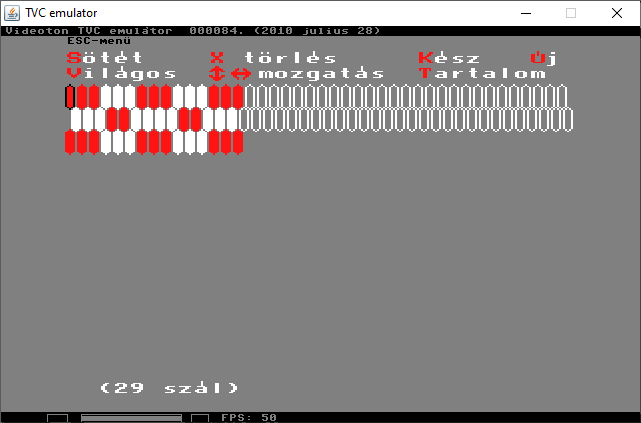 TVC emulator
Videoton TVC emulátor 000084. (2010 július 28)
ESC-menü
Sötét X törlés Kész Új
Világos ↕↔ mozgatás Tartalom
(29 szál)
FPS: 50